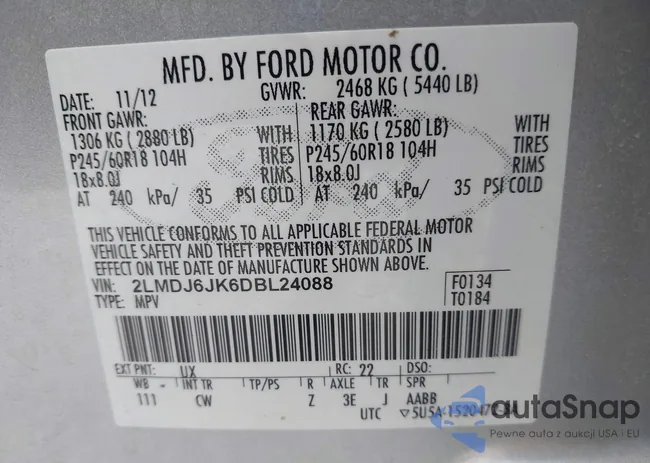 MFD. BY FORD MOTOR CO.
DATE: 11/12 GVWR: 2468 KG ( 5440 LB)
FRONT GAWR: REAR GAWR:
1306 KG ( 2880 LB) WITH 1170 KG ( 2580 LB) WITH
P245/60R18 104H TIRES P245/60R18 104H TIRES
18x8.0J RIMS 18x8.0J RIMS
AT 240 kPa/ 35 PSI COLD AT 240 kPa/ 35 PSI COLD
THIS VEHICLE CONFORMS TO ALL APPLICABLE FEDERAL MOTOR
VEHICLE SAFETY AND THEFT PREVENTION STANDARDS IN
EFFECT ON THE DATE OF MANUFACTURE SHOWN ABOVE.
VIN: 2LMDJ6JK6DBL24088 F0134
TYPE: MPV T0184
EXT PNT: UX RC: 22 DSO:
WB - INT TR TP/PS R AXLE TR SPR
111 CW Z 3E J AABB
UTC ▽5U5A-1520472-
autoSnap
Pewne auta z aukcji USA - EU